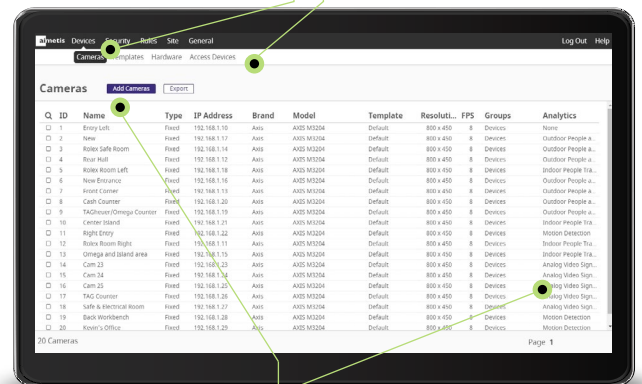 aimetis Devices Security Rules Site General Log Out Help
Cameras Templates Hardware Access Devices
Cameras Add Cameras Export
ID Name Type IP Address Brand Model Template Resoluti... FPS Groups Analytics
1 Entry Left Fixed 192.168.1.10 Axis AXIS M3204 Default 800 x 450 8 Devices None
2 New Fixed 192.168.1.17 Axis AXIS M3204 Default 800 x 450 8 Devices Outdoor People a...
3 Rolex Safe Room Fixed 192.168.1.14 Axis AXIS M3204 Default 800 x 450 8 Devices Outdoor People a...
4 Rear Hall Fixed 192.168.1.12 Axis AXIS M3204 Default 800 x 450 8 Devices Outdoor People a...
5 Rolex Room Left Fixed 192.168.1.18 Axis AXIS M3204 Default 800 x 450 8 Devices Indoor People Tra...
6 New Entrance Fixed 192.168.1.16 Axis AXIS M3204 Default 800 x 450 8 Devices Outdoor People a...
7 Front Corner Fixed 192.168.1.13 Axis AXIS M3204 Default 800 x 450 8 Devices Outdoor People a...
8 Cash Counter Fixed 192.168.1.20 Axis AXIS M3204 Default 800 x 450 8 Devices Outdoor People a...
9 TAGheuer/Omega Counter Fixed 192.168.1.19 Axis AXIS M3204 Default 800 x 450 8 Devices Outdoor People a...
10 Center Island Fixed 192.168.1.21 Axis AXIS M3204 Default 800 x 450 8 Devices Outdoor People a...
11 Right Entry Fixed 192.168.1.22 Axis AXIS M3204 Default 800 x 450 8 Devices Motion Detection
12 Rolex Room Right Fixed 192.168.1.11 Axis AXIS M3204 Default 800 x 450 8 Devices Indoor People Tra...
13 Omega and Island area Fixed 192.168.1.15 Axis AXIS M3204 Default 800 x 450 8 Devices Indoor People Tra...
14 Cam 23 Fixed 192.168.1.23 Axis AXIS M3204 Default 800 x 450 8 Devices Analog Video Sign...
15 Cam 24 Fixed 192.168.1.24 Axis AXIS M3204 Default 800 x 450 8 Devices Analog Video Sign...
16 Cam 25 Fixed 192.168.1.25 Axis AXIS M3204 Default 800 x 450 8 Devices Analog Video Sign...
17 TAG Counter Fixed 192.168.1.26 Axis AXIS M3204 Default 800 x 450 8 Devices Analog Video Sign...
18 Safe & Electrical Room Fixed 192.168.1.27 Axis AXIS M3204 Default 800 x 450 8 Devices Analog Video Sign...
19 Back Workbench Fixed 192.168.1.28 Axis AXIS M3204 Default 800 x 450 8 Devices Motion Detection
20 Kevin's Office Fixed 192.168.1.29 Axis AXIS M3204 Default 800 x 450 8 Devices Motion Detection
20 Cameras Page 1